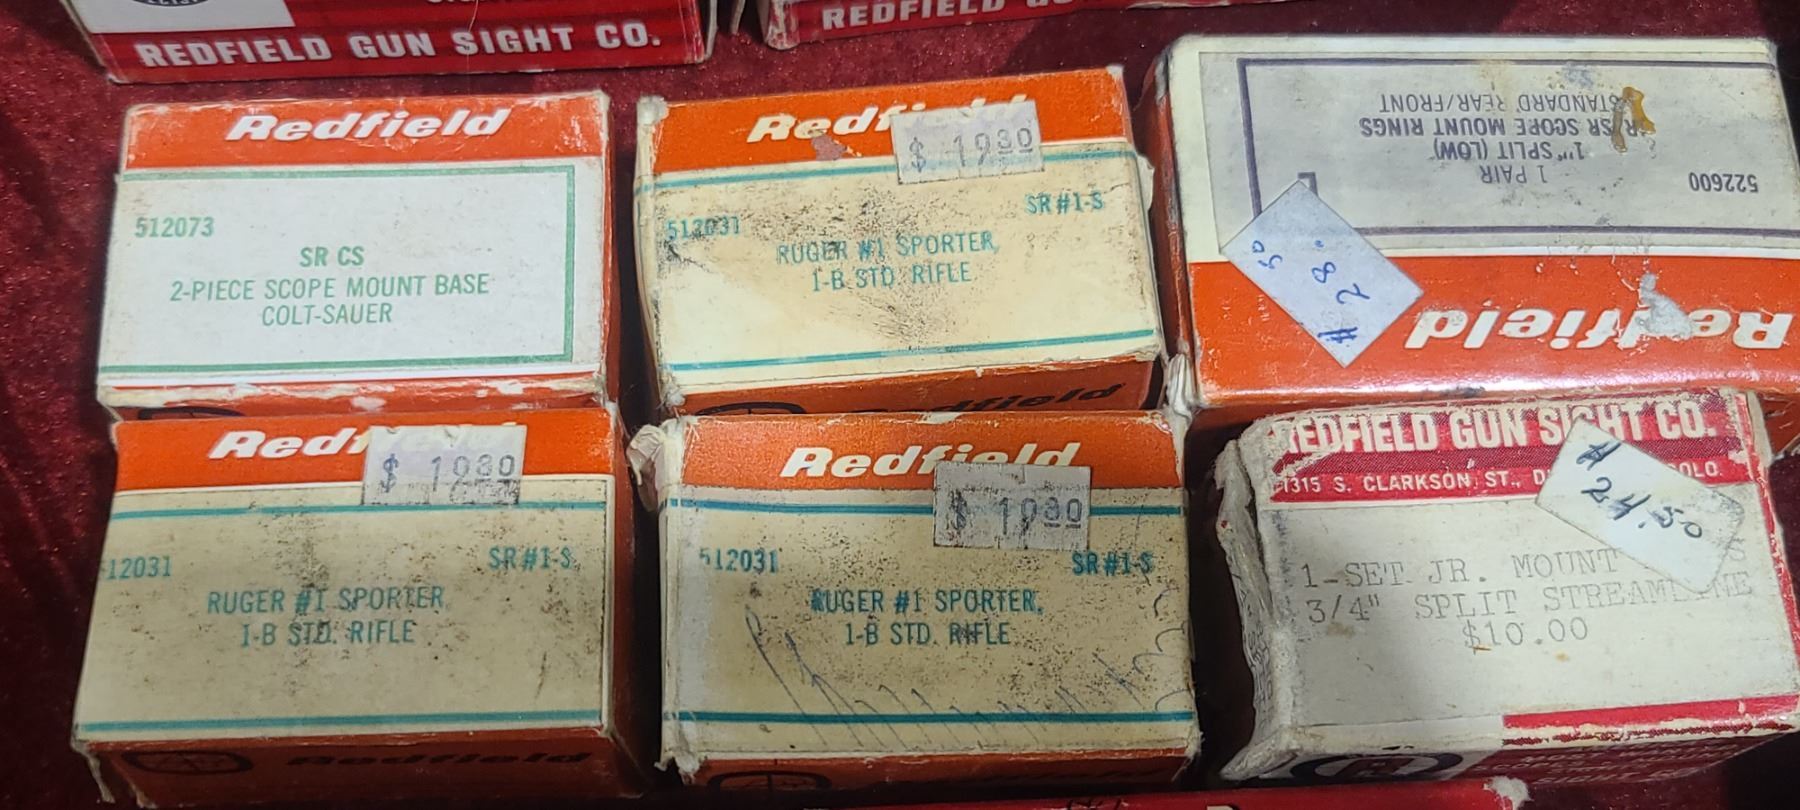 REDFIELD GUN SIGHT CO.
REDFIELD
Redfield
512073
SR CS
2-PIECE SCOPE MOUNT BASE
COLT-SAUER
Redfield
$ 1980
512031
SR #1-S
RUGER #1 SPORTER,
1-B STD. RIFLE
522600
1 PAIR
1" SPLIT (LOW)
SR SCOPE MOUNT RINGS
STANDARD, REAR/FRONT
$ 28.50
Redfield
Redfield
$ 1980
12031
SR #1-S
RUGER #1 SPORTER,
1-B STD. RIFLE
Redfield
Redfield
Redfield
$ 1980
512031
SR #1-S
RUGER #1 SPORTER,
1-B STD. RIFLE
REDFIELD GUN SIGHT CO.
1315 S. CLARKSON ST., COLO.
$ 24.50
1-SET JR. MOUNT
3/4" SPLIT STREAMLINE
$10.00